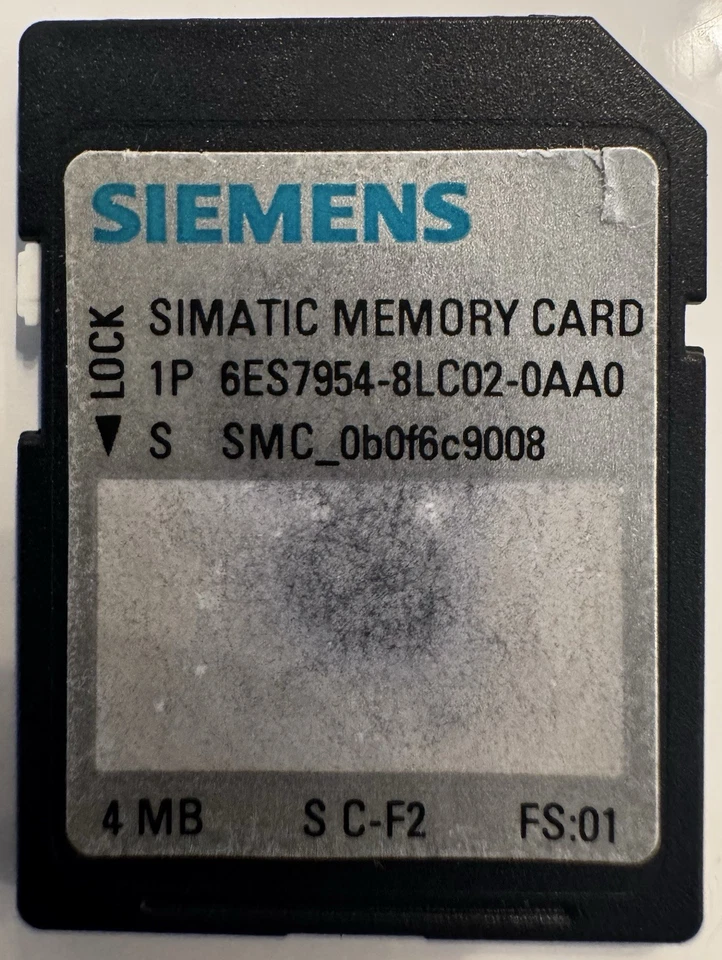 SIEMENS
LOCK
SIMATIC MEMORY CARD
1P 6ES7954-8LC02-0AA0
S SMC_0b0f6c9008
4 MB S C-F2 FS:01